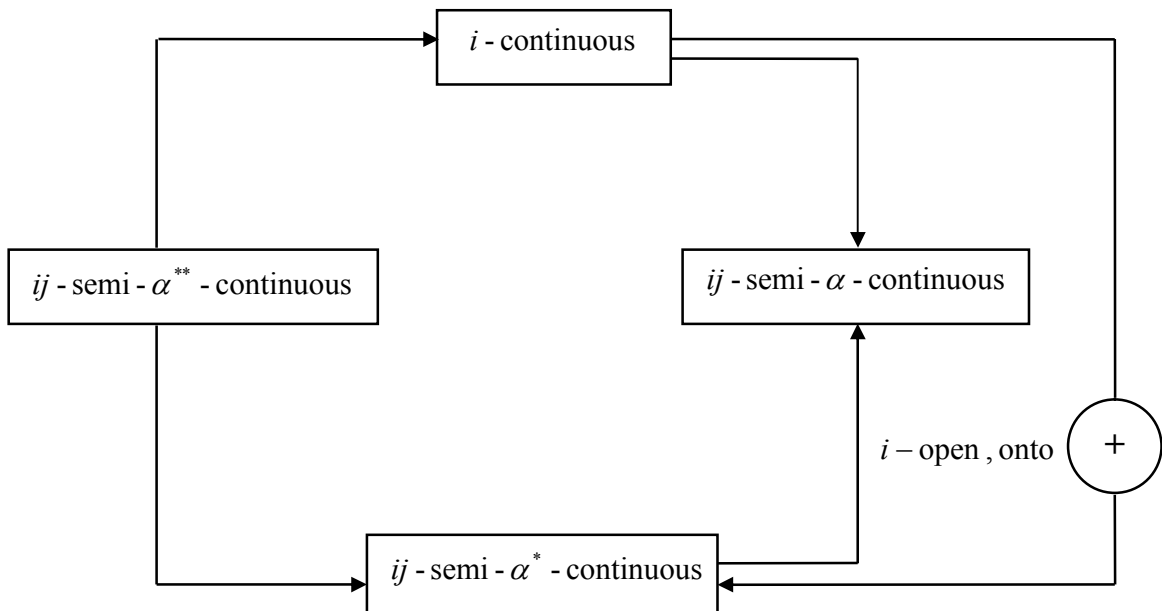 i - continuous
ij - semi - α** - continuous
ij - semi - α - continuous
i – open , onto
+
ij - semi - α* - continuous